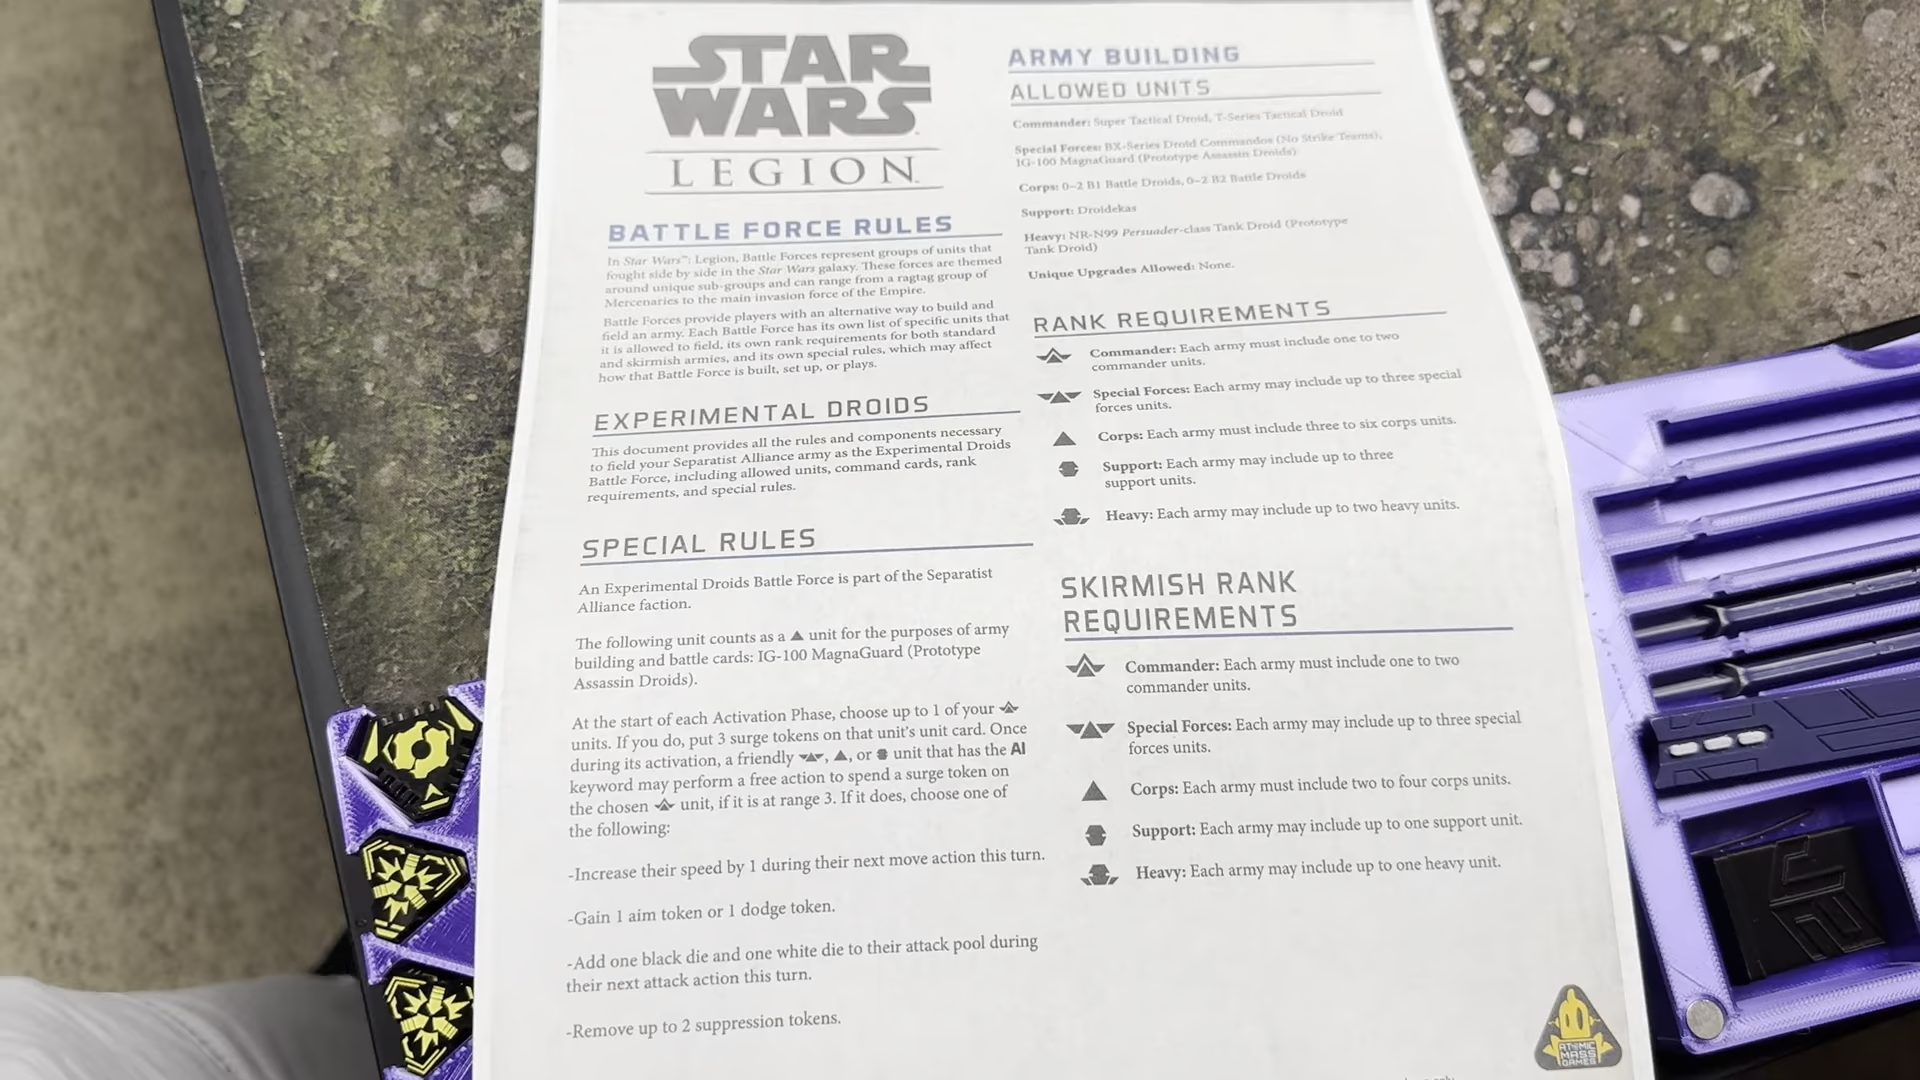 STAR
WARS
LEGION
BATTLE FORCE RULES
In Star Wars™: Legion, Battle Forces represent groups of units that
fought side by side in the Star Wars galaxy. These forces are themed
around unique sub-groups and can range from a ragtag group of
Mercenaries to the main invasion force of the Empire.
Battle Forces provide players with an alternative way to build and
field an army. Each Battle Force has its own list of specific units that
it is allowed to field, its own rank requirements for both standard
and skirmish armies, and its own special rules, which may affect
how that Battle Force is built, set up, or plays.
EXPERIMENTAL DROIDS
This document provides all the rules and components necessary
to field your Separatist Alliance army as the Experimental Droids
Battle Force, including allowed units, command cards, rank
requirements, and special rules.
SPECIAL RULES
An Experimental Droids Battle Force is part of the Separatist
Alliance faction.
The following unit counts as a unit for the purposes of army
building and battle cards: IG-100 MagnaGuard (Prototype
Assassin Droids).
At the start of each Activation Phase, choose up to 1 of your
units. If you do, put 3 surge tokens on that unit's unit card. Once
during its activation, a friendly , , or unit that has the AI
keyword may perform a free action to spend a surge token on
the chosen unit, if it is at range 3. If it does, choose one of
the following:
-Increase their speed by 1 during their next move action this turn.
-Gain 1 aim token or 1 dodge token.
-Add one black die and one white die to their attack pool during
their next attack action this turn.
-Remove up to 2 suppression tokens.
ARMY BUILDING
ALLOWED UNITS
Commander: Super Tactical Droid, T-Series Tactical Droid
Special Forces: BX-Series Droid Commandos (No Strike Teams),
IG-100 MagnaGuard (Prototype Assassin Droids)
Corps: 0–2 B1 Battle Droids, 0–2 B2 Battle Droids
Support: Droidekas
Heavy: NR-N99 Persuader-class Tank Droid (Prototype
Tank Droid)
Unique Upgrades Allowed: None.
RANK REQUIREMENTS
Commander: Each army must include one to two
commander units.
Special Forces: Each army may include up to three special
forces units.
Corps: Each army must include three to six corps units.
Support: Each army may include up to three
support units.
Heavy: Each army may include up to two heavy units.
SKIRMISH RANK
REQUIREMENTS
Commander: Each army must include one to two
commander units.
Special Forces: Each army may include up to three special
forces units.
Corps: Each army must include two to four corps units.
Support: Each army may include up to one support unit.
Heavy: Each army may include up to one heavy unit.
ATOMIC
MASS
GAMES